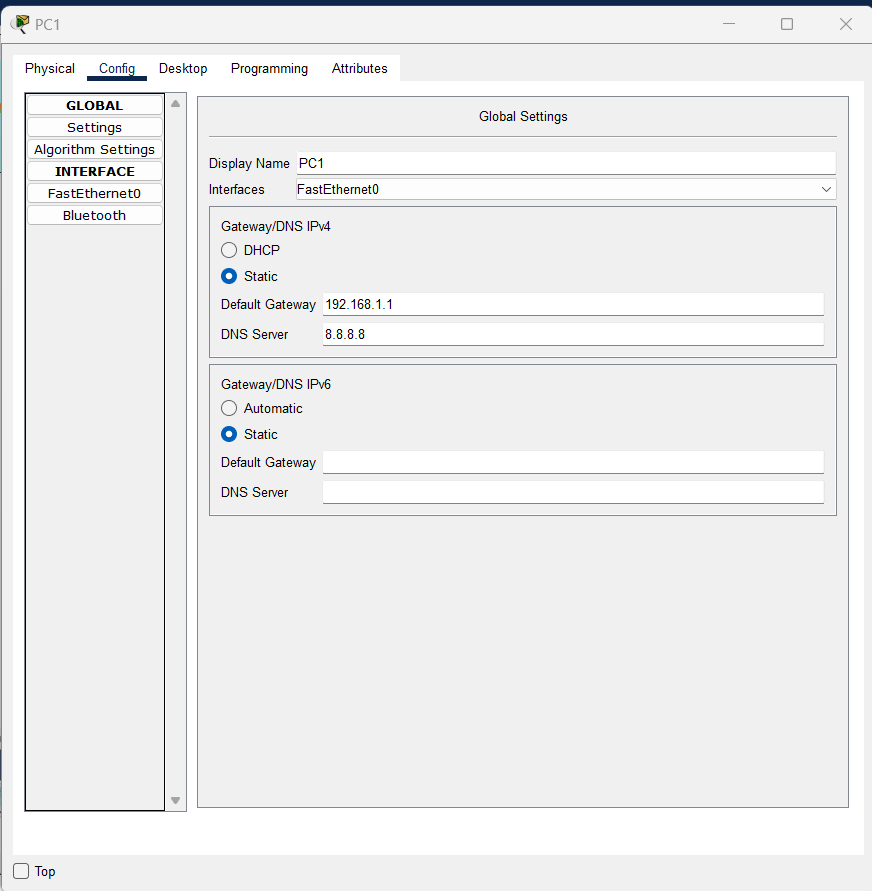 PC1
Physical Config Desktop Programming Attributes
GLOBAL
Settings
Algorithm Settings
INTERFACE
FastEthernet0
Bluetooth
Global Settings
Display Name PC1
Interfaces FastEthernet0
Gateway/DNS IPv4
DHCP
Static
Default Gateway 192.168.1.1
DNS Server 8.8.8.8
Gateway/DNS IPv6
Automatic
Static
Default Gateway
DNS Server
Top